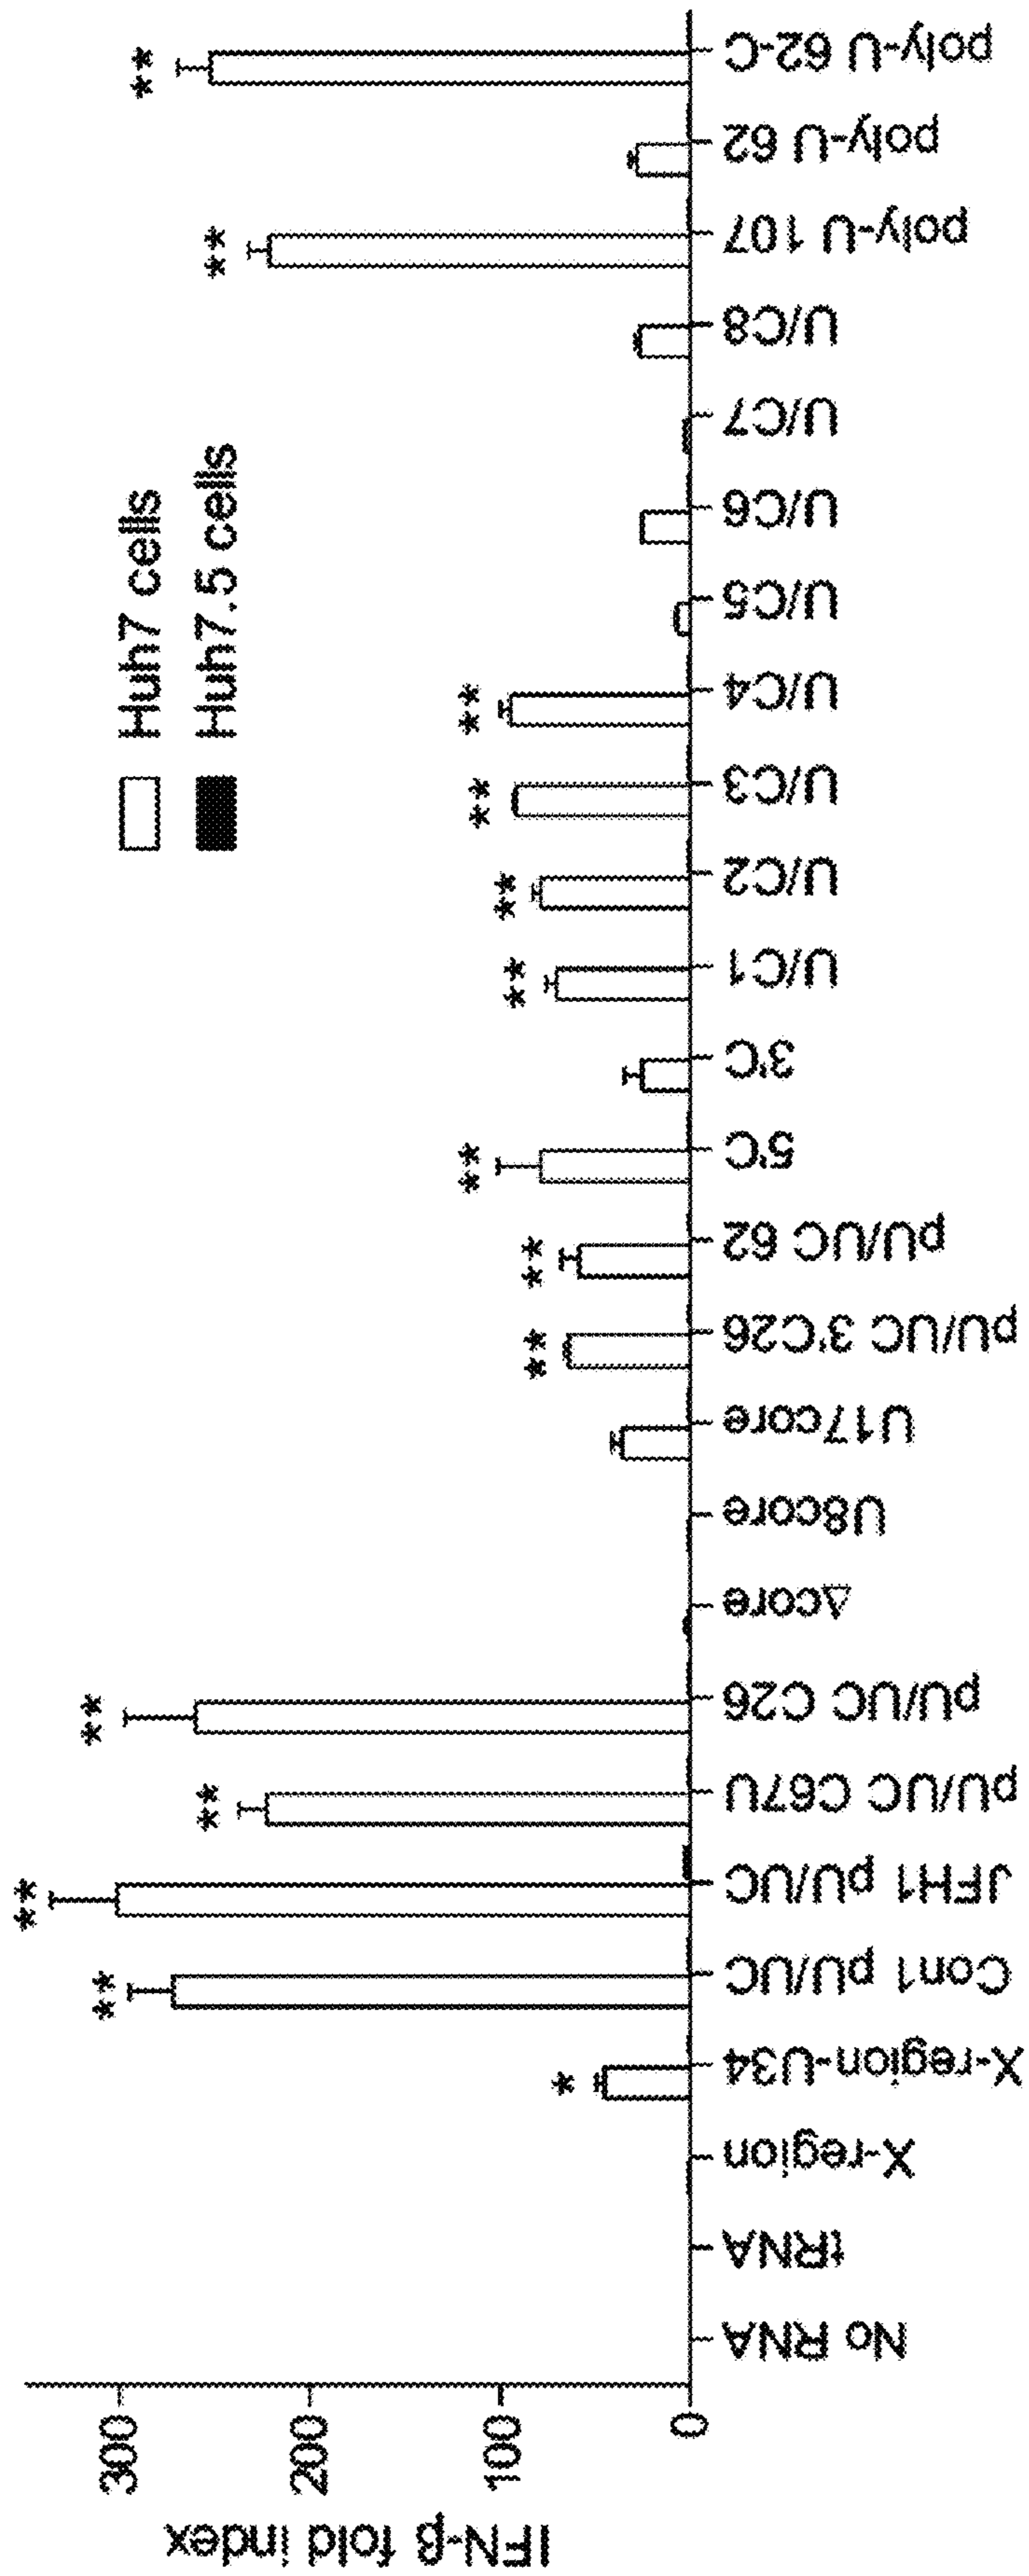 IFN-β fold index
300
200
100
0
Huh7 cells
Huh7.5 cells
*
**
**
**
**
**
**
**
**
**
**
**
**
**
No RNA
tRNA
X-region
X-region-U34
Con1 pU/UC
JFH1 pU/UC
pU/UC C67U
pU/UC C26
Δcore
U8core
U17core
pU/UC 3'C26
pU/UC 62
5'C
3'C
U/C1
U/C2
U/C3
U/C4
U/C5
U/C6
U/C7
U/C8
poly-U 107
poly-U 62
poly-U 62-C